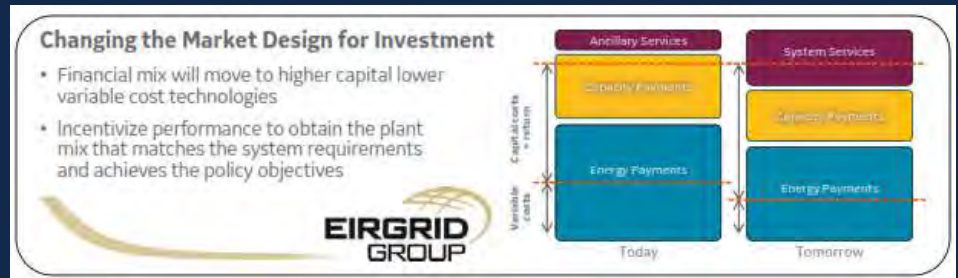 Changing the Market Design for Investment
• Financial mix will move to higher capital lower
variable cost technologies
• Incentivize performance to obtain the plant
mix that matches the system requirements
and achieves the policy objectives
EIRGRID
GROUP
Capital costs
+ return
Variable
costs
Ancillary Services
Capacity Payments
Energy Payments
Today
System Services
Capacity Payments
Energy Payments
Tomorrow